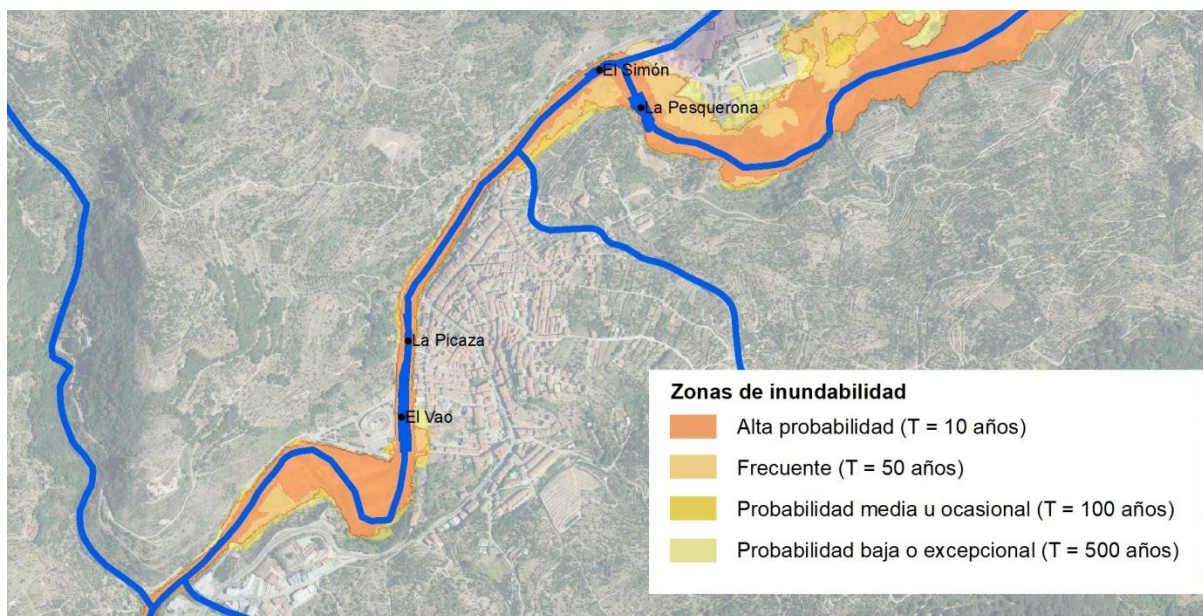 El Simón
La Pesquerona
La Picaza
El Vao
Zonas de inundabilidad
Alta probabilidad (T = 10 años)
Frecuente (T = 50 años)
Probabilidad media u ocasional (T = 100 años)
Probabilidad baja o excepcional (T = 500 años)